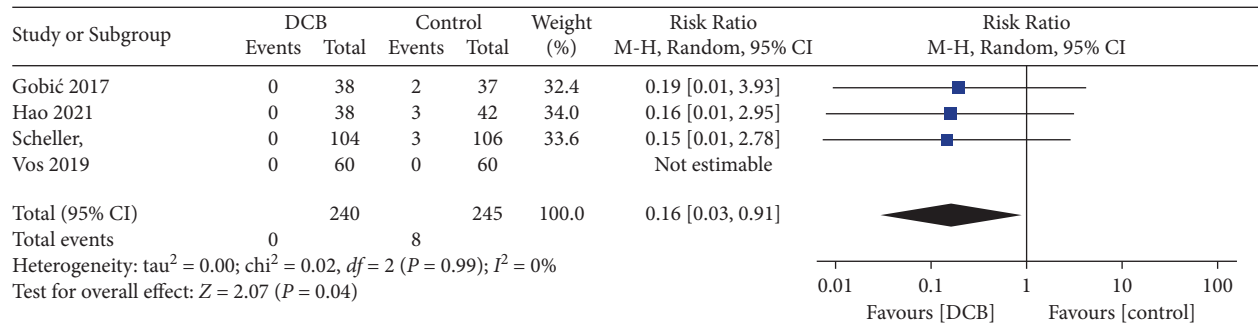 Study or Subgroup DCB Control Weight (%) Risk Ratio M-H, Random, 95% CI Risk Ratio M-H, Random, 95% CI
Events Total Events Total
Gobić 2017 0 38 2 37 32.4 0.19 [0.01, 3.93]
Hao 2021 0 38 3 42 34.0 0.16 [0.01, 2.95]
Scheller, 0 104 3 106 33.6 0.15 [0.01, 2.78]
Vos 2019 0 60 0 60 Not estimable
Total (95% CI) 240 245 100.0 0.16 [0.03, 0.91]
Total events 0 8
Heterogeneity: tau² = 0.00; chi² = 0.02, df = 2 (P = 0.99); I² = 0%
Test for overall effect: Z = 2.07 (P = 0.04)
0.01 0.1 1 10 100
Favours [DCB] Favours [control]